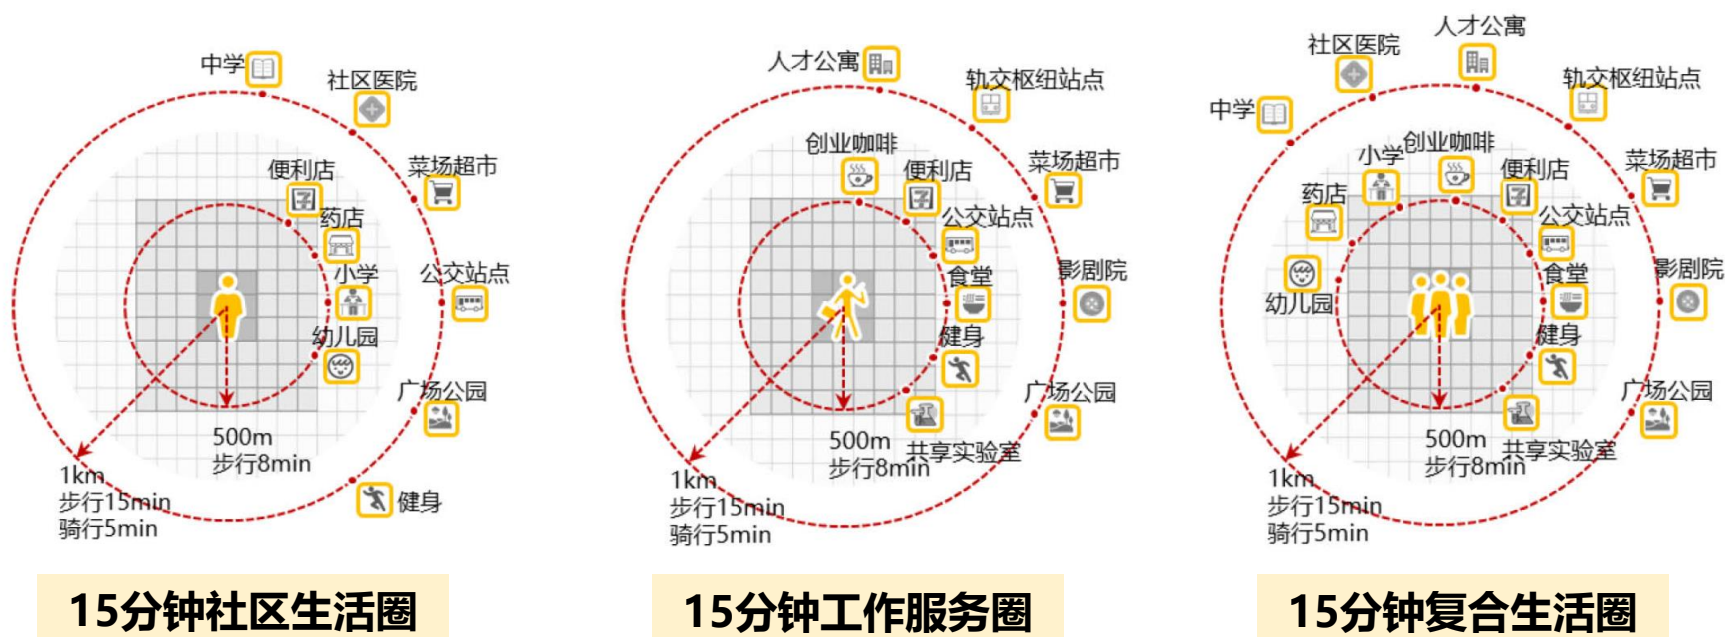 中学
社区医院
菜场超市
便利店
药店
小学
公交站点
幼儿园
广场公园
500m
步行8min
1km
步行15min
骑行5min
健身
15分钟社区生活圈
人才公寓
轨交枢纽站点
创业咖啡
菜场超市
便利店
公交站点
食堂
影剧院
健身
广场公园
500m
步行8min
共享实验室
1km
步行15min
骑行5min
15分钟工作服务圈
人才公寓
社区医院
轨交枢纽站点
中学
创业咖啡
小学
菜场超市
便利店
药店
公交站点
食堂
影剧院
幼儿园
健身
广场公园
500m
步行8min
共享实验室
1km
步行15min
骑行5min
15分钟复合生活圈